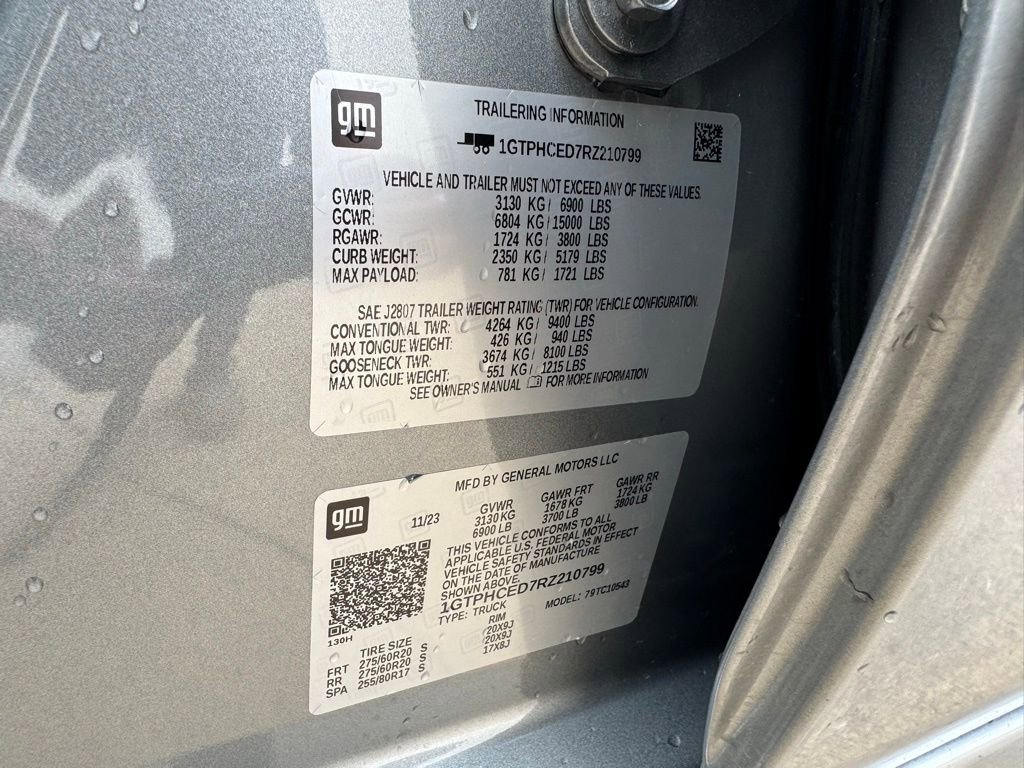 gm
TRAILERING INFORMATION
1GTPHCED7RZ210799
VEHICLE AND TRAILER MUST NOT EXCEED ANY OF THESE VALUES.
GVWR: 3130 KG/ 6900 LBS
GCWR: 6804 KG/ 15000 LBS
RGAWR: 1724 KG/ 3800 LBS
CURB WEIGHT: 2350 KG/ 5179 LBS
MAX PAYLOAD: 781 KG/ 1721 LBS
SAE J2807 TRAILER WEIGHT RATING (TWR) FOR VEHICLE CONFIGURATION.
CONVENTIONAL TWR: 4264 KG/ 9400 LBS
MAX TONGUE WEIGHT: 426 KG/ 940 LBS
GOOSENECK TWR: 3674 KG/ 8100 LBS
MAX TONGUE WEIGHT: 551 KG/ 1215 LBS
SEE OWNER'S MANUAL FOR MORE INFORMATION
gm
MFD BY GENERAL MOTORS LLC
11/23 GVWR GAWR FRT GAWR RR
3130 KG 1678 KG 1724 KG
6900 LB 3700 LB 3800 LB
THIS VEHICLE CONFORMS TO ALL
APPLICABLE U.S. FEDERAL MOTOR
VEHICLE SAFETY STANDARDS IN EFFECT
ON THE DATE OF MANUFACTURE
SHOWN ABOVE.
1GTPHCED7RZ210799
TYPE: TRUCK MODEL: 79TC10543
130H
TIRE SIZE RIM
FRT 275/60R20 S 20X9J
RR 275/60R20 S 20X9J
SPA 255/80R17 S 17X8J